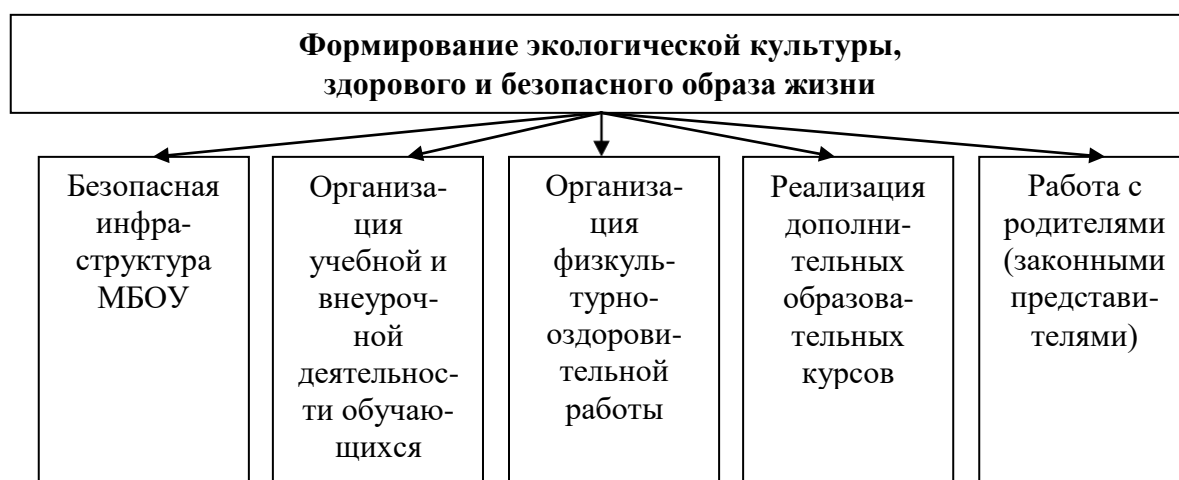 Формирование экологической культуры,
здорового и безопасного образа жизни
Безопасная
инфра-
структура
МБОУ
Организа-
ция
учебной и
внеуроч-
ной
деятельнос-
ти обучаю-
щихся
Организа-
ция
физкуль-
турно-
оздорови-
тельной
работы
Реализация
дополни-
тельных
образова-
тельных
курсов
Работа с
родителями
(законными
представи-
телями)